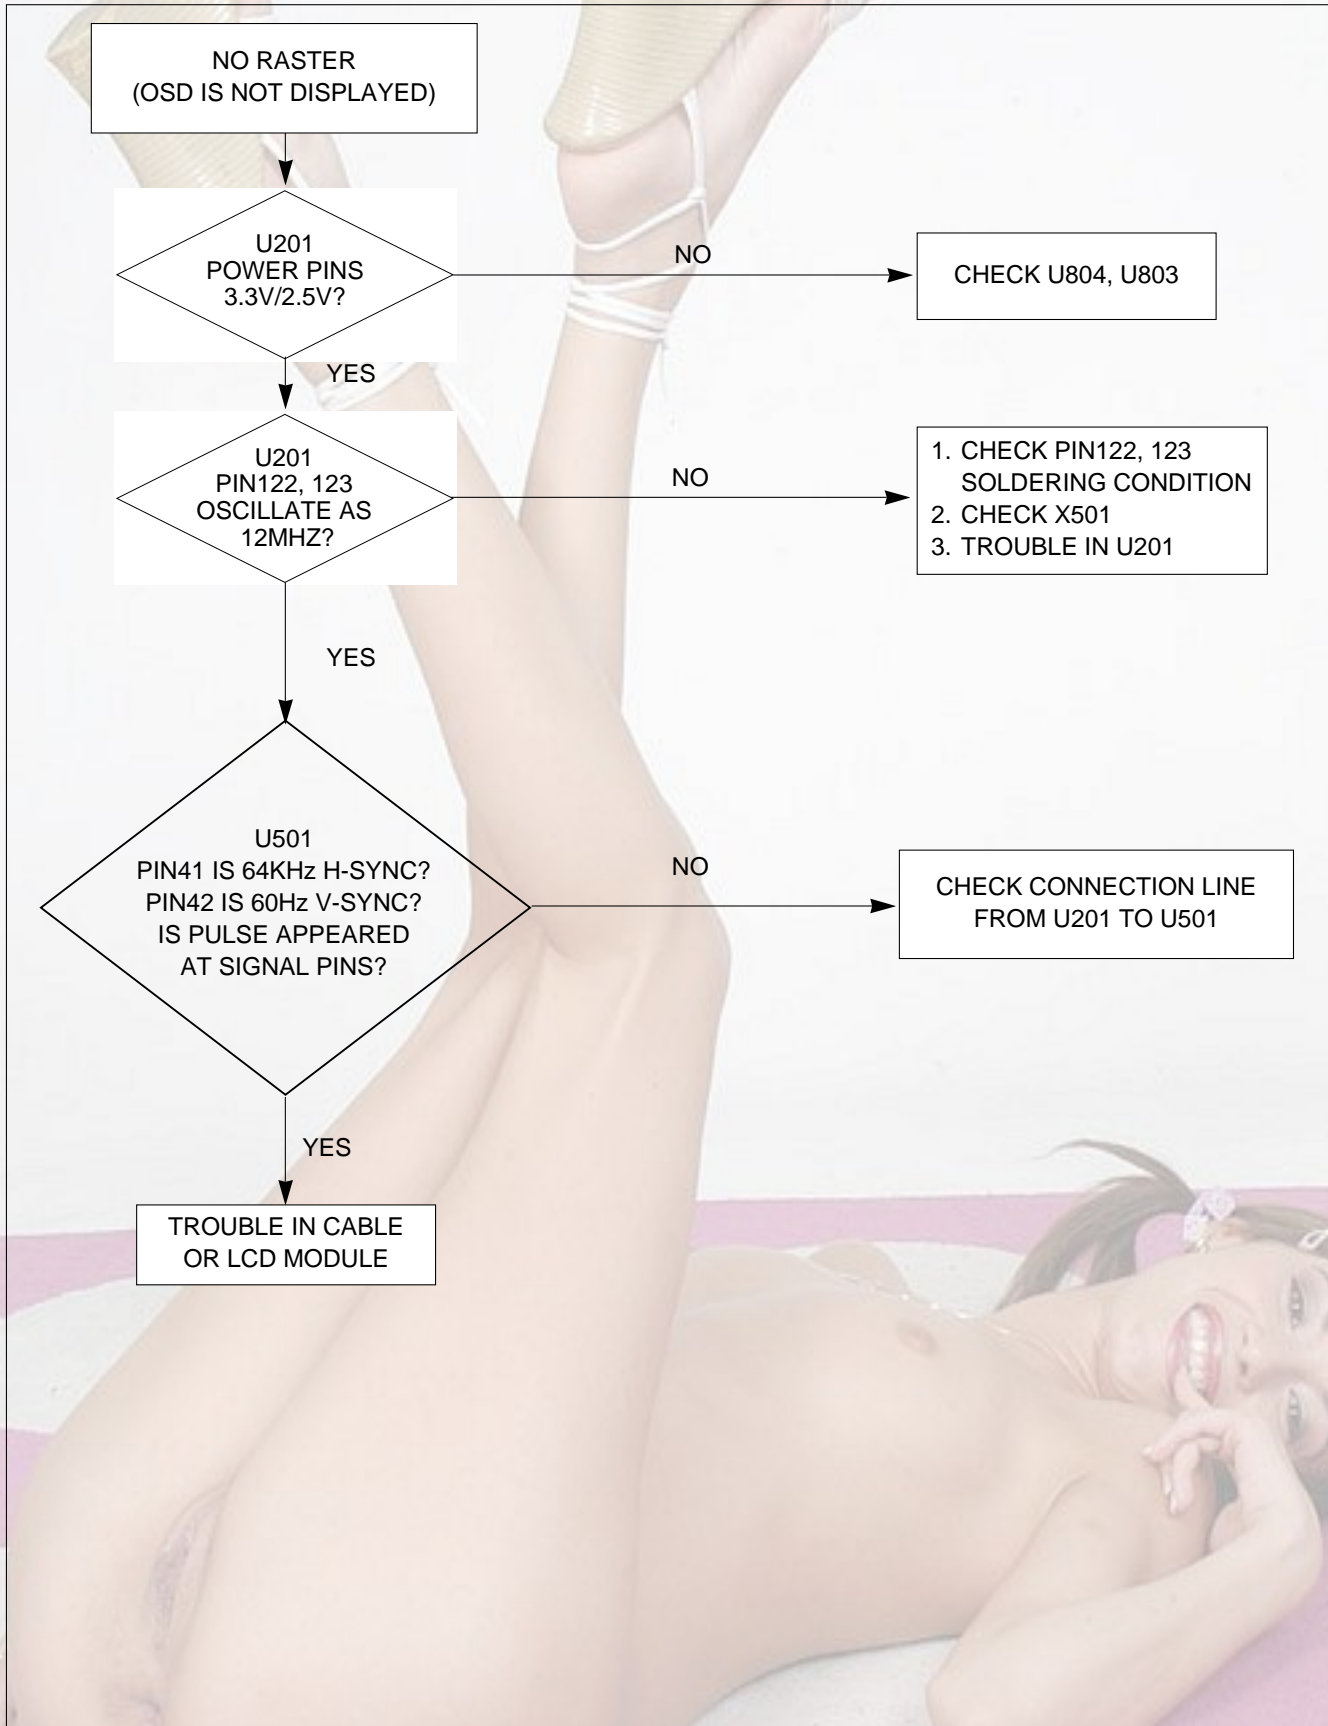 NO RASTER
(OSD IS NOT DISPLAYED)
U201
POWER PINS
3.3V/2.5V?
NO
CHECK U804, U803
YES
U201
PIN122, 123
OSCILLATE AS
12MHZ?
NO
1. CHECK PIN122, 123
SOLDERING CONDITION
2. CHECK X501
3. TROUBLE IN U201
YES
U501
PIN41 IS 64KHz H-SYNC?
PIN42 IS 60Hz V-SYNC?
IS PULSE APPEARED
AT SIGNAL PINS?
NO
CHECK CONNECTION LINE
FROM U201 TO U501
YES
TROUBLE IN CABLE
OR LCD MODULE